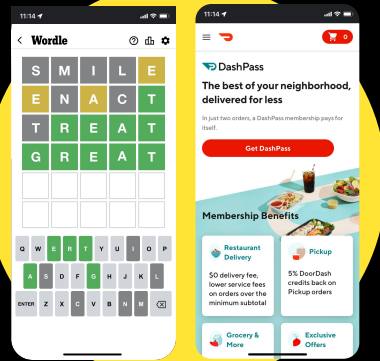 11:14
Wordle
S M I L E
E N A C T
T R E A T
G R E A T
Q W E R T Y U I O P
A S D F G H J K L
ENTER Z X C V B N M
11:14
0
DashPass
The best of your neighborhood,
delivered for less
In just two orders, a DashPass membership pays for
itself.
Get DashPass
Membership Benefits
Restaurant
Delivery
$0 delivery fee,
lower service fees
on orders over the
minimum subtotal
Pickup
5% DoorDash
credits back on
Pickup orders
Grocery &
More
Exclusive
Offers